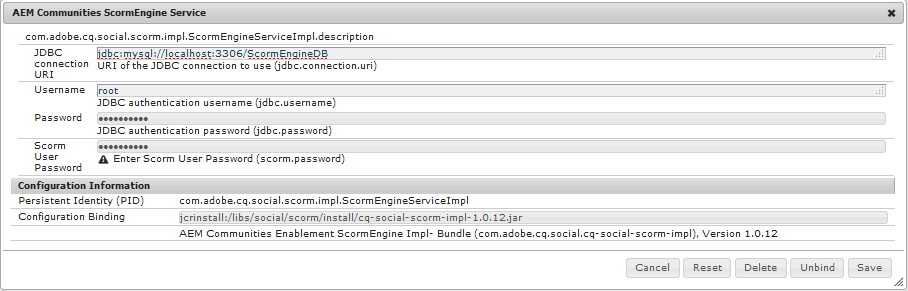 AEM Communities ScormEngine Service
com.adobe.cq.social.scorm.impl.ScormEngineServiceImpl.description
JDBC connection URI
jdbc:mysql://localhost:3306/ScormEngineDB
URI of the JDBC connection to use (jdbc.connection.uri)
Username
root
JDBC authentication username (jdbc.username)
Password
••••••••••
JDBC authentication password (jdbc.password)
Scorm User Password
••••••••••
Enter Scorm User Password (scorm.password)
Configuration Information
Persistent Identity (PID)
com.adobe.cq.social.scorm.impl.ScormEngineServiceImpl
Configuration Binding
jcrinstall:/libs/social/scorm/install/cq-social-scorm-impl-1.0.12.jar
AEM Communities Enablement ScormEngine Impl- Bundle (com.adobe.cq.social.cq-social-scorm-impl), Version 1.0.12
Cancel
Reset
Delete
Unbind
Save